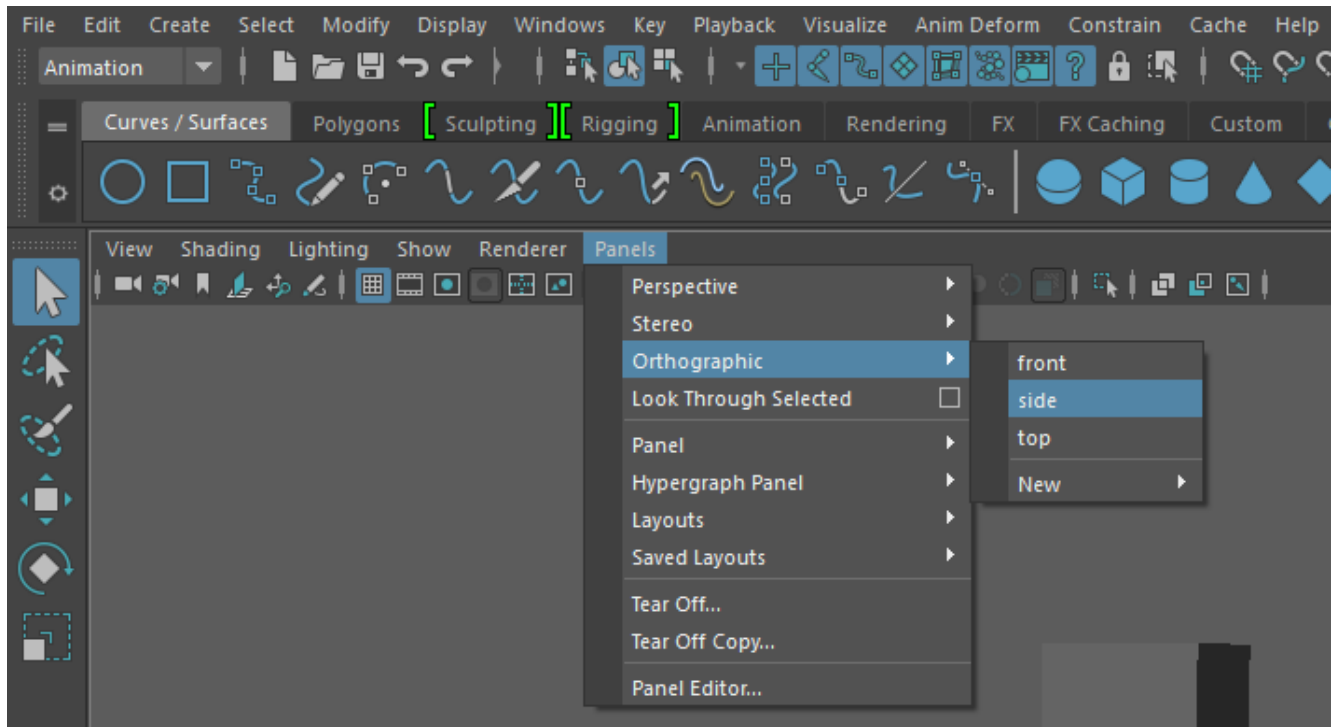 File Edit Create Select Modify Display Windows Key Playback Visualize Anim Deform Constrain Cache Help
Animation
Curves / Surfaces Polygons Sculpting Rigging Animation Rendering FX FX Caching Custom
View Shading Lighting Show Renderer Panels
Perspective
Stereo
Orthographic
Look Through Selected
Panel
Hypergraph Panel
Layouts
Saved Layouts
Tear Off...
Tear Off Copy...
Panel Editor...
front
side
top
New